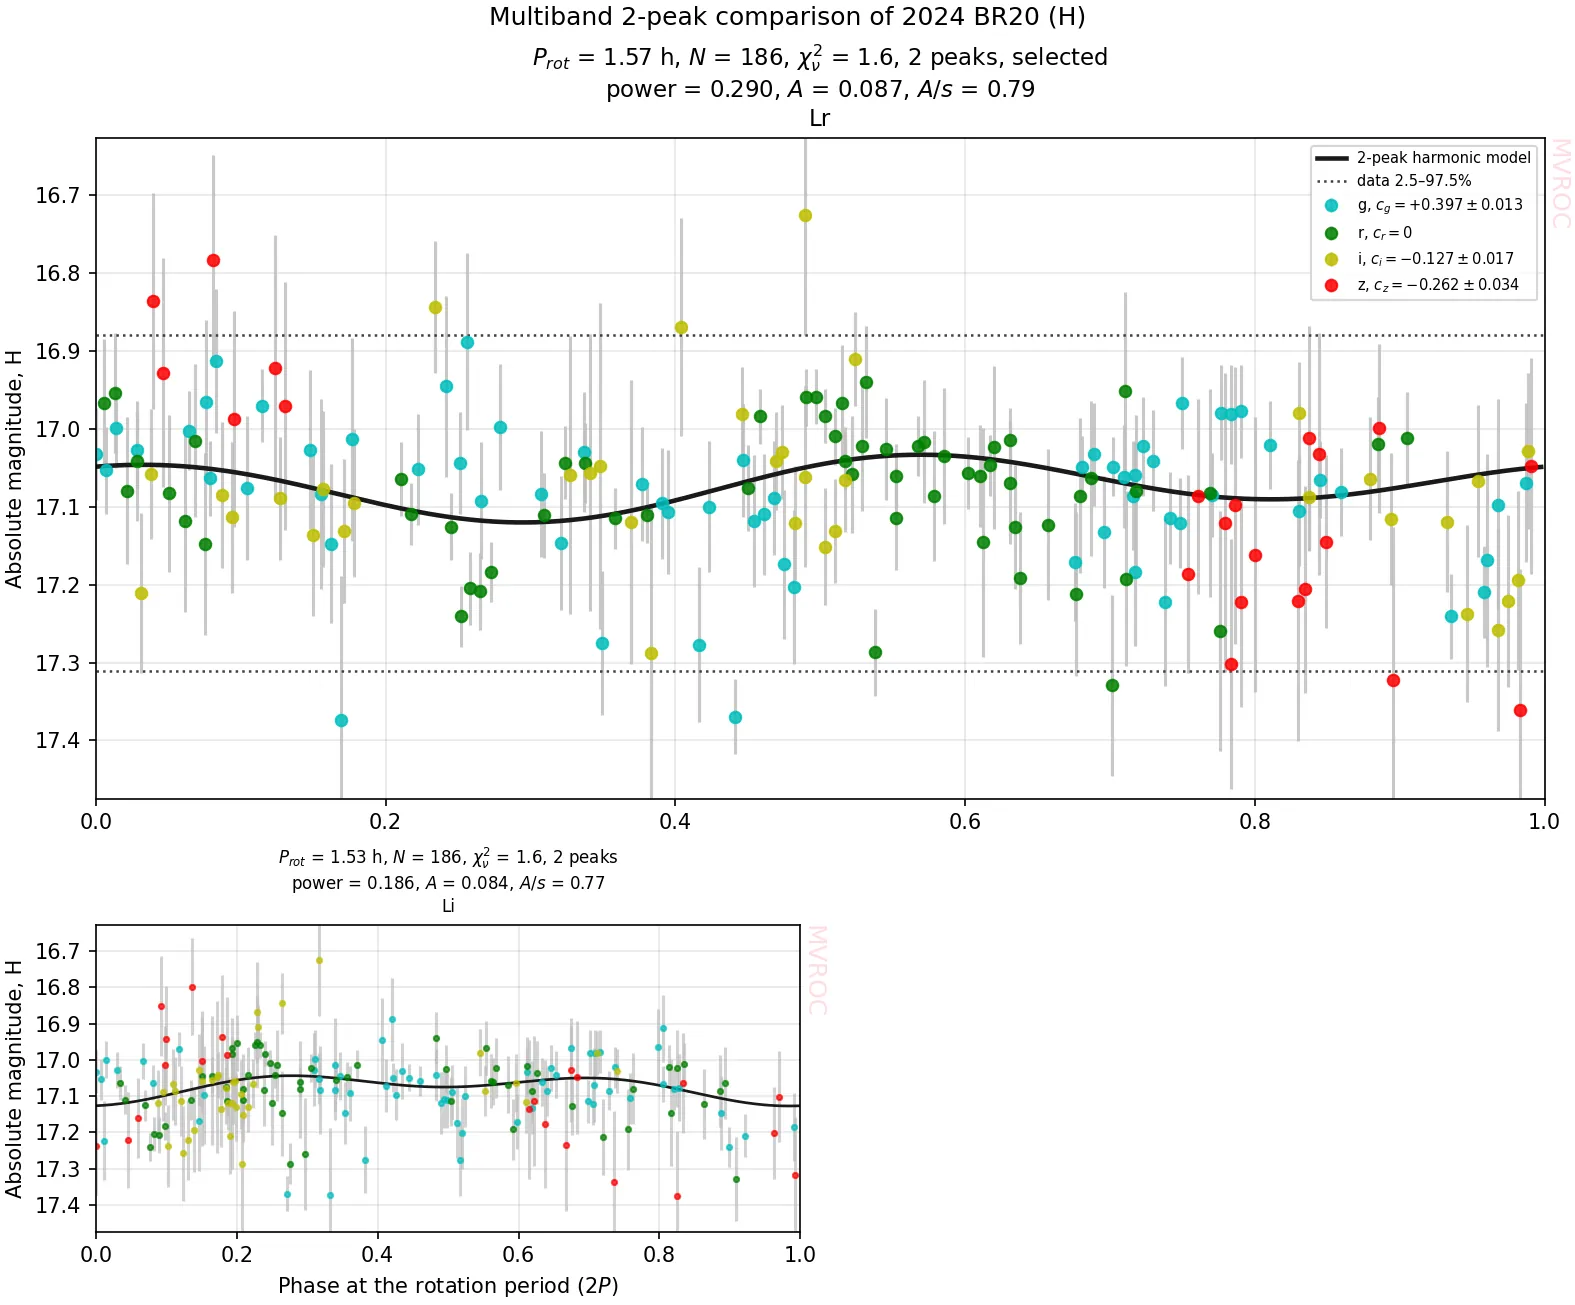 Multiband 2-peak comparison of 2024 BR20 (H)
P_rot = 1.57 h, N = 186, χ²_ν = 1.6, 2 peaks, selected
power = 0.290, A = 0.087, A/s = 0.79
Lr
MVROC
2-peak harmonic model
data 2.5–97.5%
g, c_g = +0.397 ± 0.013
r, c_r = 0
i, c_i = −0.127 ± 0.017
z, c_z = −0.262 ± 0.034
Absolute magnitude, H
16.7
16.8
16.9
17.0
17.1
17.2
17.3
17.4
0.0 0.2 0.4 0.6 0.8 1.0
P_rot = 1.53 h, N = 186, χ²_ν = 1.6, 2 peaks
power = 0.186, A = 0.084, A/s = 0.77
Li
MVROC
Absolute magnitude, H
16.7
16.8
16.9
17.0
17.1
17.2
17.3
17.4
0.0 0.2 0.4 0.6 0.8 1.0
Phase at the rotation period (2P)